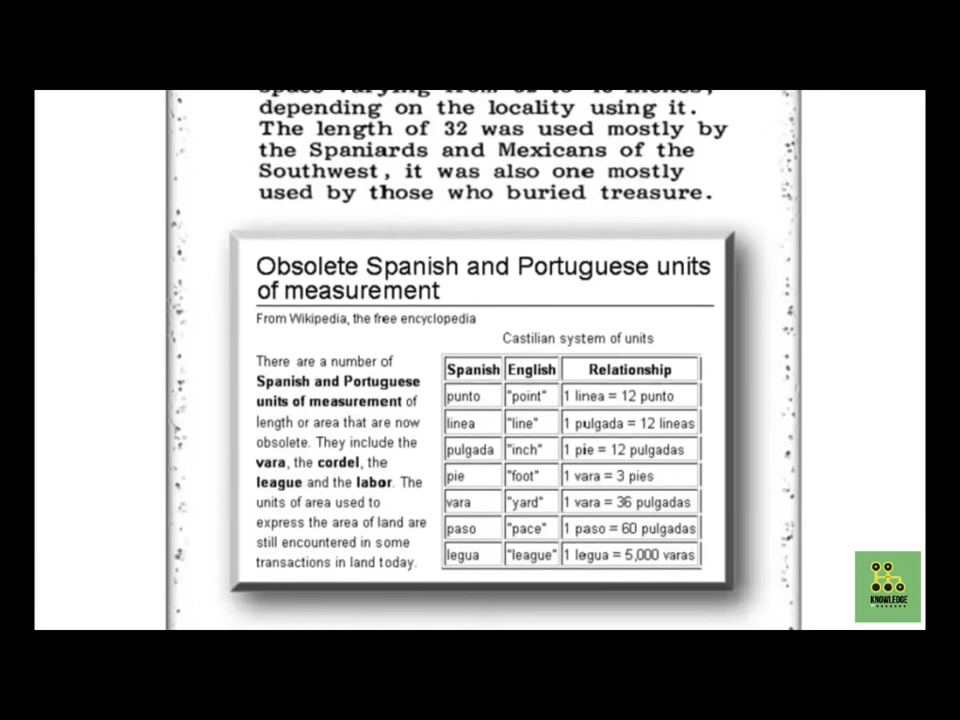 depending on the locality using it.
The length of 32 was used mostly by
the Spaniards and Mexicans of the
Southwest, it was also one mostly
used by those who buried treasure.
Obsolete Spanish and Portuguese units
of measurement
From Wikipedia, the free encyclopedia
Castilian system of units
There are a number of
Spanish and Portuguese
units of measurement of
length or area that are now
obsolete. They include the
vara, the cordel, the
league and the labor. The
units of area used to
express the area of land are
still encountered in some
transactions in land today.
Spanish English Relationship
punto "point" 1 linea = 12 punto
linea "line" 1 pulgada = 12 lineas
pulgada "inch" 1 pie = 12 pulgadas
pie "foot" 1 vara = 3 pies
vara "yard" 1 vara = 36 pulgadas
paso "pace" 1 paso = 60 pulgadas
legua "league" 1 legua = 5,000 varas
KNOWLEDGE